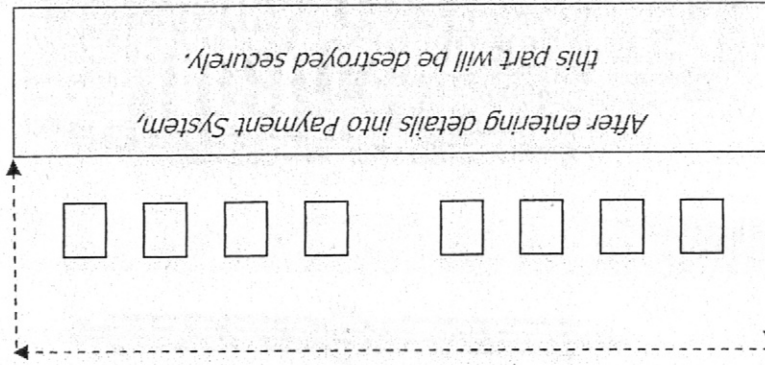 After entering details into Payment System,
this part will be destroyed securely.